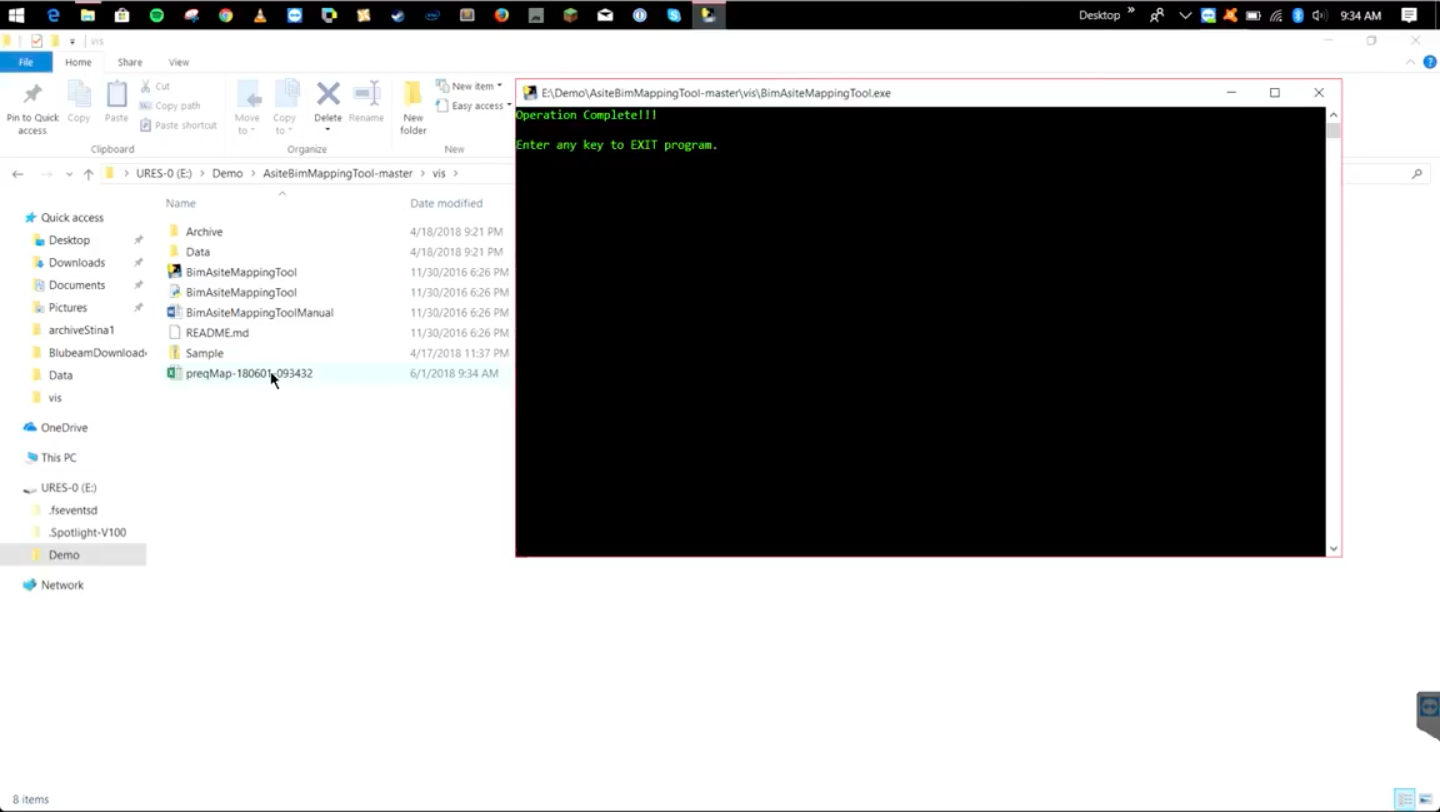 Desktop » 9:34 AM
vis
File Home Share View
Pin to Quick access
Copy
Paste
Cut
Copy path
Paste shortcut
Move to
Copy to
Delete
Rename
New folder
New item
Easy access
Clipboard Organize New
URES-0 (E:) > Demo > AsiteBimMappingTool-master > vis >
Name Date modified
Archive 4/18/2018 9:21 PM
Data 4/18/2018 9:21 PM
BimAsiteMappingTool 11/30/2016 6:26 PM
BimAsiteMappingTool 11/30/2016 6:26 PM
BimAsiteMappingToolManual 11/30/2016 6:26 PM
README.md 11/30/2016 6:26 PM
Sample 4/17/2018 11:37 PM
preqMap-180601-093432 6/1/2018 9:34 AM
Quick access
Desktop
Downloads
Documents
Pictures
archiveStina1
BlubeamDownload
Data
vis
OneDrive
This PC
URES-0 (E:)
.fseventsd
.Spotlight-V100
Demo
Network
E:\Demo\AsiteBimMappingTool-master\vis\BimAsiteMappingTool.exe
Operation Complete!!!
Enter any key to EXIT program.
8 items